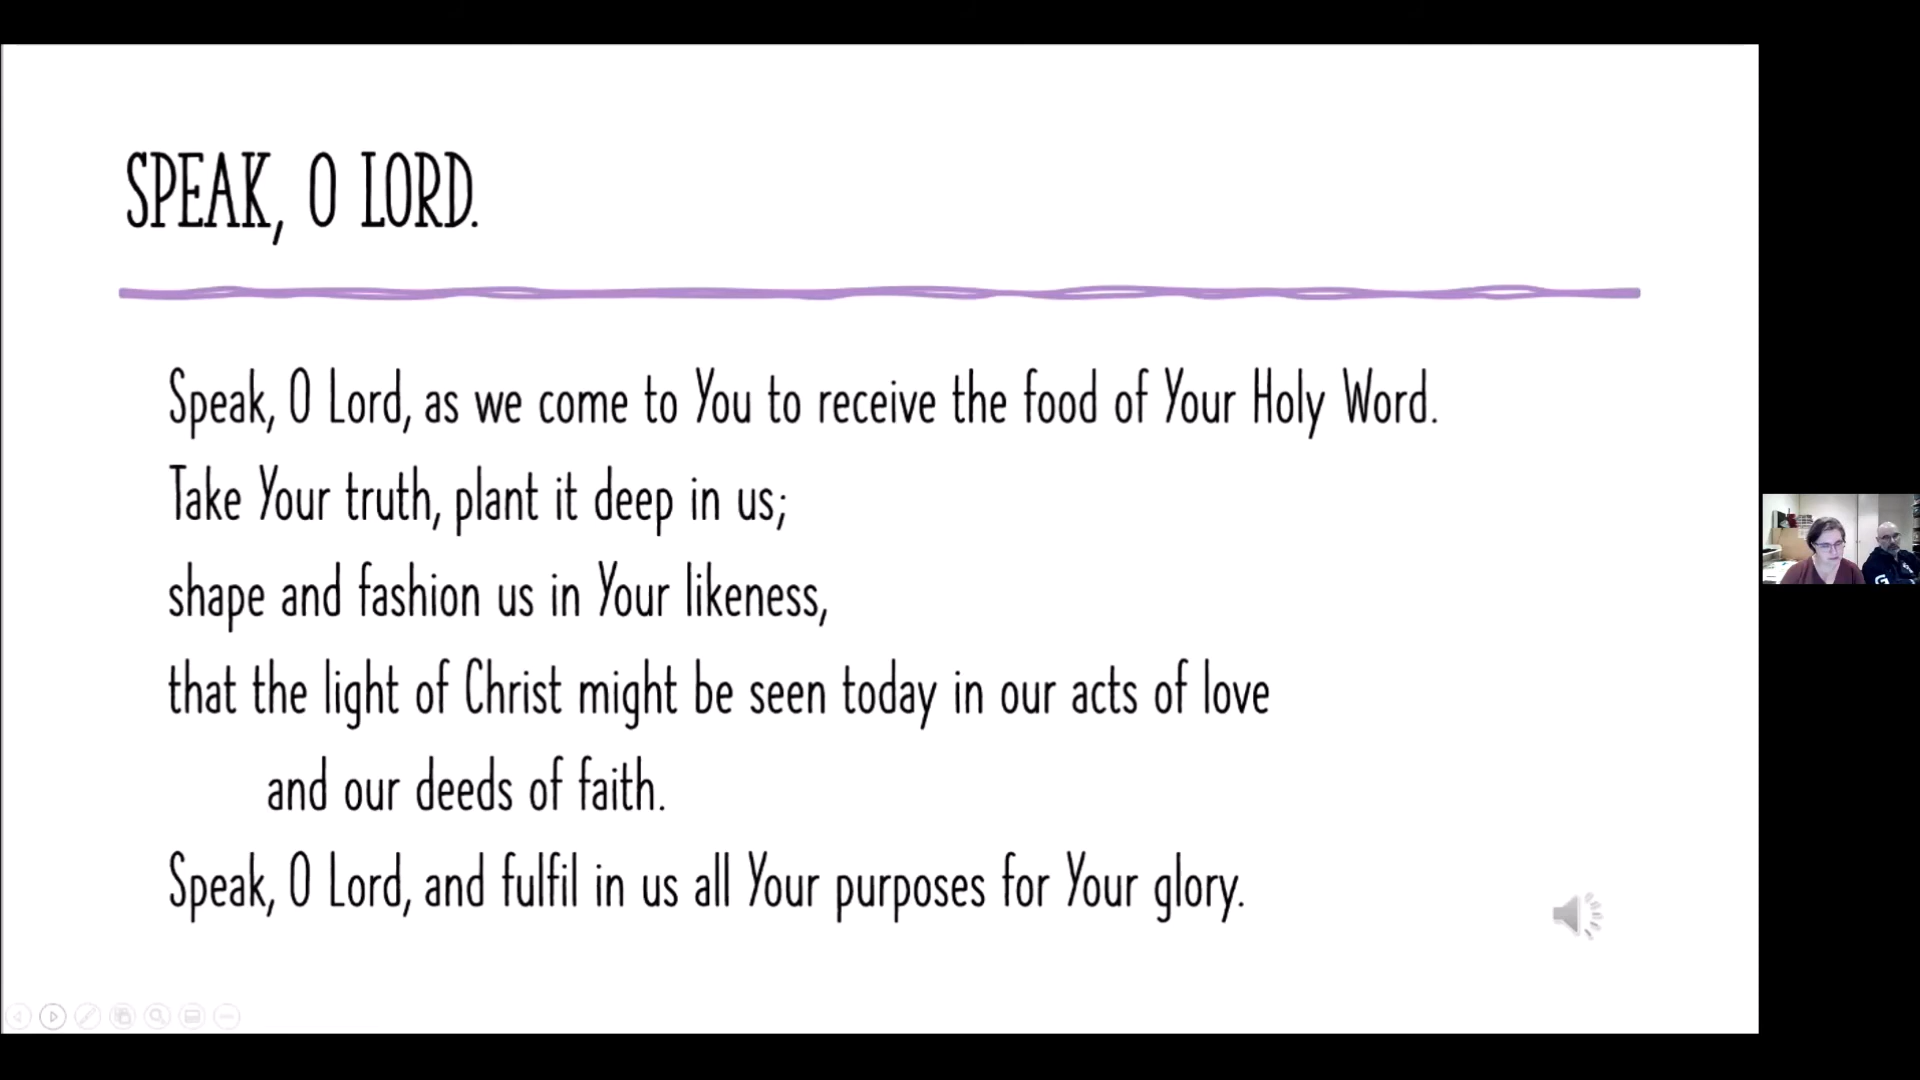 SPEAK, O LORD.
Speak, O Lord, as we come to You to receive the food of Your Holy Word.
Take Your truth, plant it deep in us;
shape and fashion us in Your likeness,
that the light of Christ might be seen today in our acts of love
and our deeds of faith.
Speak, O Lord, and fulfil in us all Your purposes for Your glory.